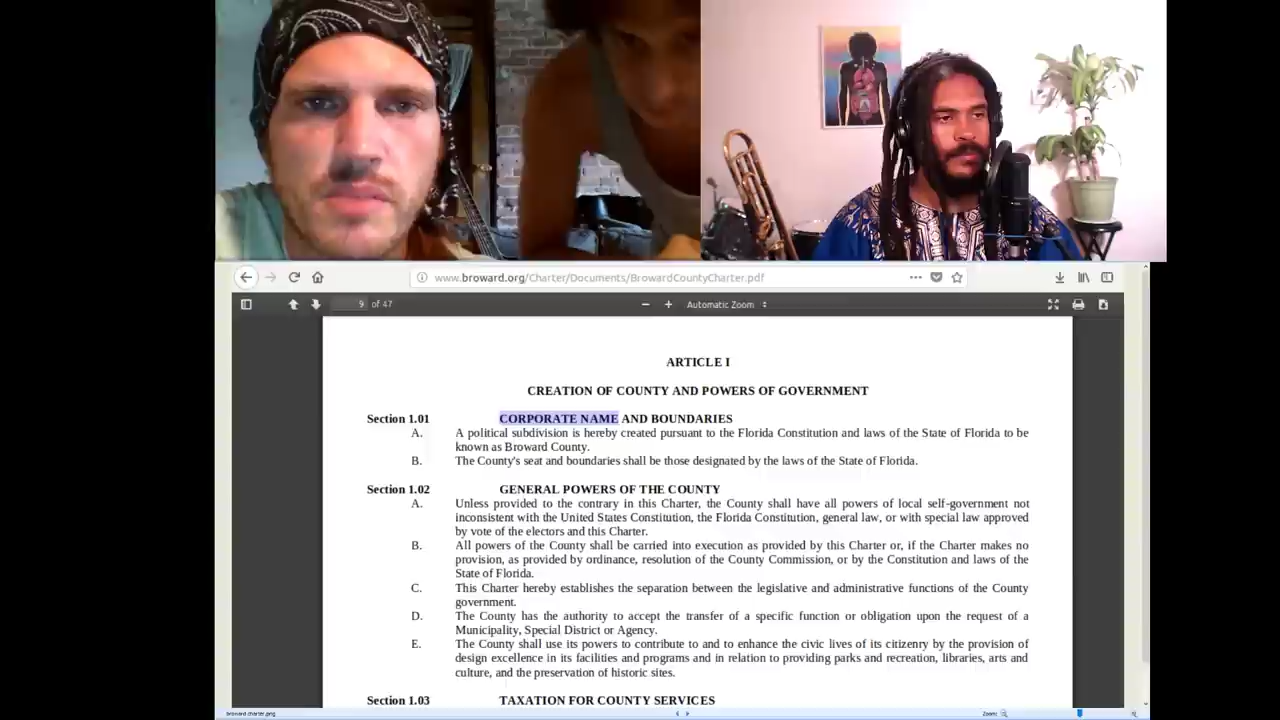 www.broward.org/Charter/Documents/BrowardCountyCharter.pdf
9 of 47
Automatic Zoom
ARTICLE I
CREATION OF COUNTY AND POWERS OF GOVERNMENT
Section 1.01 CORPORATE NAME AND BOUNDARIES
A. A political subdivision is hereby created pursuant to the Florida Constitution and laws of the State of Florida to be
known as Broward County.
B. The County's seat and boundaries shall be those designated by the laws of the State of Florida.
Section 1.02 GENERAL POWERS OF THE COUNTY
A. Unless provided to the contrary in this Charter, the County shall have all powers of local self-government not
inconsistent with the United States Constitution, the Florida Constitution, general law, or with special law approved
by vote of the electors and this Charter.
B. All powers of the County shall be carried into execution as provided by this Charter or, if the Charter makes no
provision, as provided by ordinance, resolution of the County Commission, or by the Constitution and laws of the
State of Florida.
C. This Charter hereby establishes the separation between the legislative and administrative functions of the County
government.
D. The County has the authority to accept the transfer of a specific function or obligation upon the request of a
Municipality, Special District or Agency.
E. The County shall use its powers to contribute to and to enhance the civic lives of its citizenry by the provision of
design excellence in its facilities and programs and in relation to providing parks and recreation, libraries, arts and
culture, and the preservation of historic sites.
Section 1.03 TAXATION FOR COUNTY SERVICES
broward charter.png
Zoom: